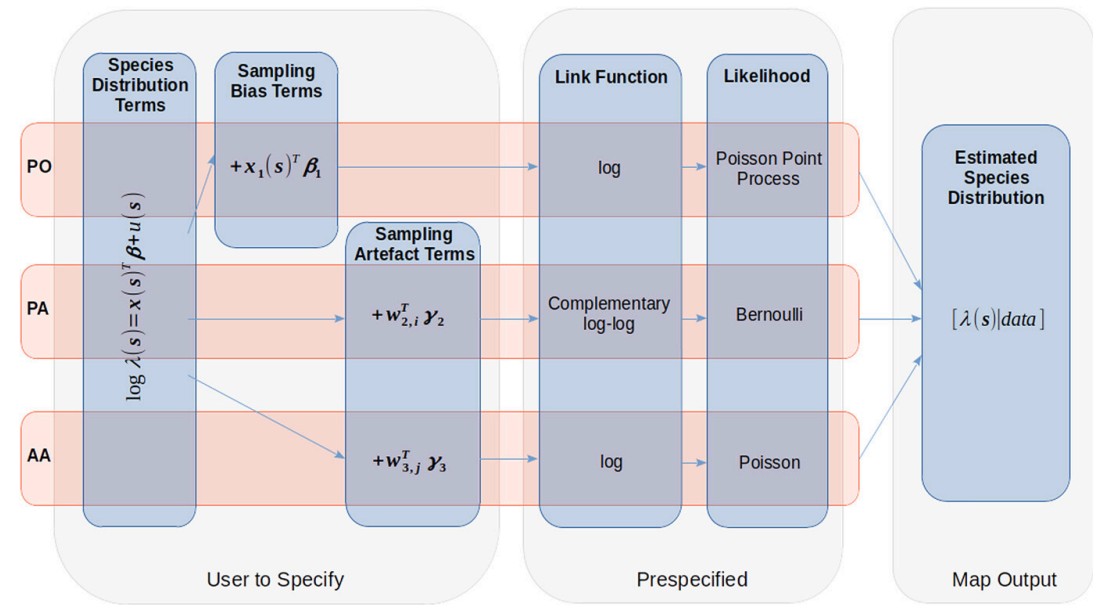 Species
Distribution
Terms
Sampling
Bias Terms
Link Function
Likelihood
PO
+ x₁(s)ᵀ β₁
log
Poisson Point
Process
Estimated
Species
Distribution
log λ(s) = x(s)ᵀ β + u(s)
Sampling
Artefact Terms
PA
+ w₂,ᵢᵀ γ₂
Complementary
log-log
Bernoulli
[λ(s)|data]
AA
+ w₃,ⱼᵀ γ₃
log
Poisson
User to Specify
Prespecified
Map Output